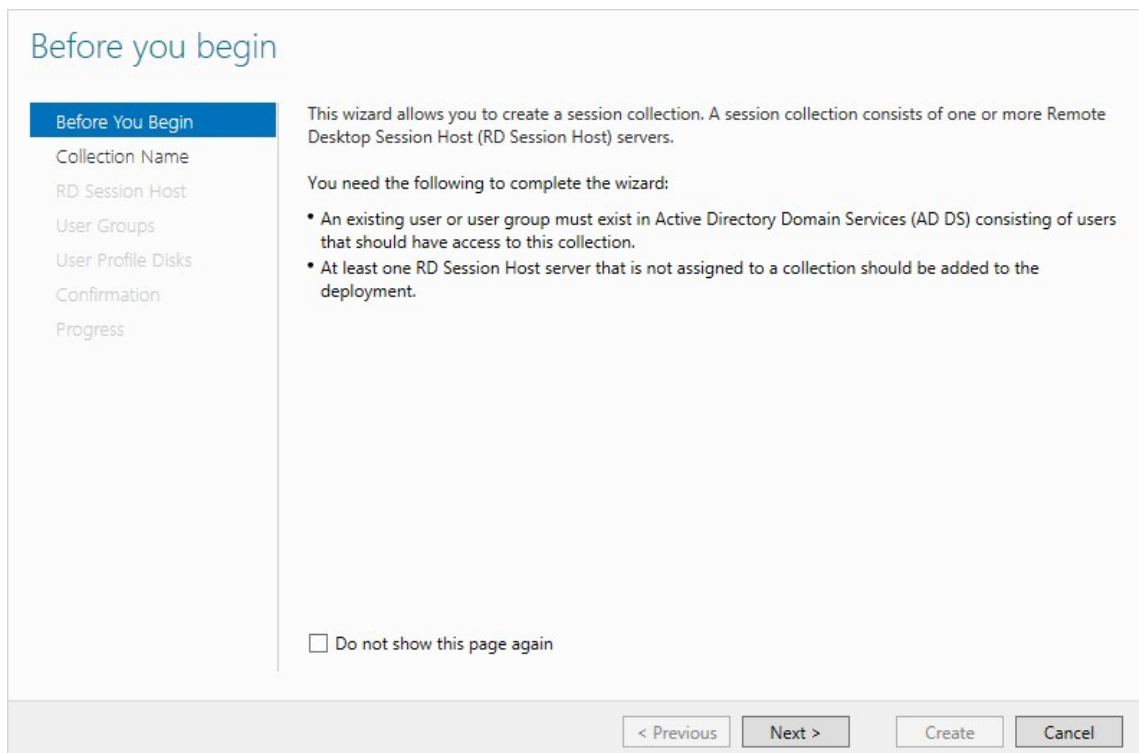 Before you begin
Before You Begin
Collection Name
RD Session Host
User Groups
User Profile Disks
Confirmation
Progress
This wizard allows you to create a session collection. A session collection consists of one or more Remote
Desktop Session Host (RD Session Host) servers.
You need the following to complete the wizard:
• An existing user or user group must exist in Active Directory Domain Services (AD DS) consisting of users
that should have access to this collection.
• At least one RD Session Host server that is not assigned to a collection should be added to the
deployment.
Do not show this page again
< Previous
Next >
Create
Cancel